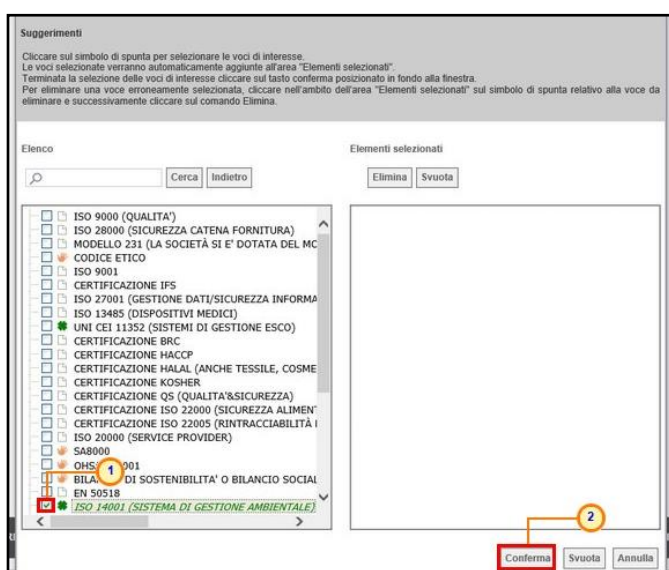 Suggerimenti
Cliccare sul simbolo di spunta per selezionare le voci di interesse.
Le voci selezionate verranno automaticamente aggiunte all'area "Elementi selezionati".
Terminata la selezione delle voci di interesse cliccare sul tasto conferma posizionato in fondo alla finestra.
Per eliminare una voce erroneamente selezionata, cliccare nell'ambito dell'area "Elementi selezionati" sul simbolo di spunta relativo alla voce da
eliminare e successivamente cliccare sul comando Elimina.
Elenco
Elementi selezionati
Cerca Indietro
Elimina Svuota
ISO 9000 (QUALITA')
ISO 28000 (SICUREZZA CATENA FORNITURA)
MODELLO 231 (LA SOCIETÀ SI E' DOTATA DEL MC
CODICE ETICO
ISO 9001
CERTIFICAZIONE IFS
ISO 27001 (GESTIONE DATI/SICUREZZA INFORMA
ISO 13485 (DISPOSITIVI MEDICI)
UNI CEI 11352 (SISTEMI DI GESTIONE ESCO)
CERTIFICAZIONE BRC
CERTIFICAZIONE HACCP
CERTIFICAZIONE HALAL (ANCHE TESSILE, COSME
CERTIFICAZIONE KOSHER
CERTIFICAZIONE QS (QUALITA'&SICUREZZA)
CERTIFICAZIONE ISO 22000 (SICUREZZA ALIMEN
CERTIFICAZIONE ISO 22005 (RINTRACCIABILITÀ
ISO 20000 (SERVICE PROVIDER)
SA8000
OHS 001
1
BILA DI SOSTENIBILITA' O BILANCIO SOCIAL
EN 50518
ISO 14001 (SISTEMA DI GESTIONE AMBIENTALE)
2
Conferma Svuota Annulla